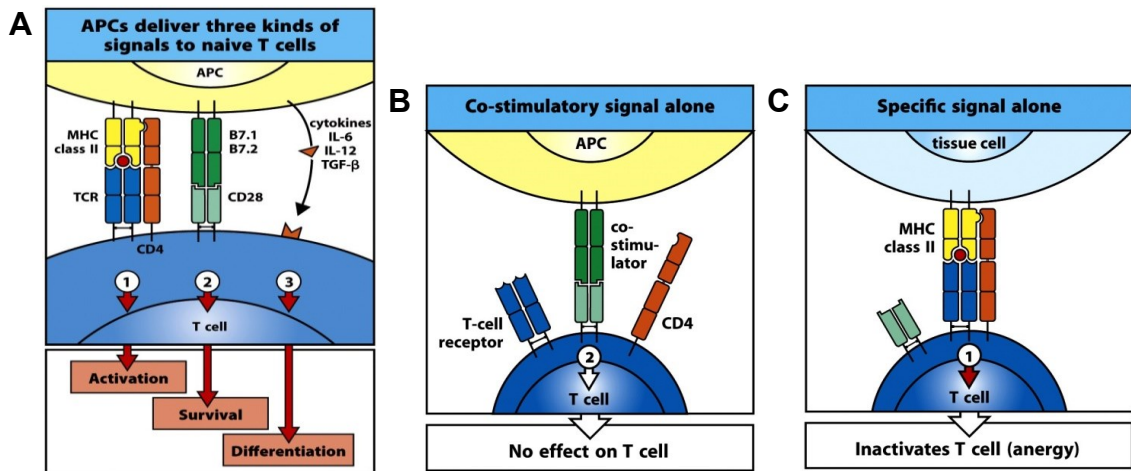 A
APCs deliver three kinds of
signals to naive T cells
APC
MHC
class II
B7.1
B7.2
cytokines
IL-6
IL-12
TGF-β
TCR
CD28
CD4
1
2
3
T cell
Activation
Survival
Differentiation
B
Co-stimulatory signal alone
APC
co-
stimu-
lator
T-cell
receptor
CD4
2
T cell
No effect on T cell
C
Specific signal alone
tissue cell
MHC
class II
1
T cell
Inactivates T cell (anergy)